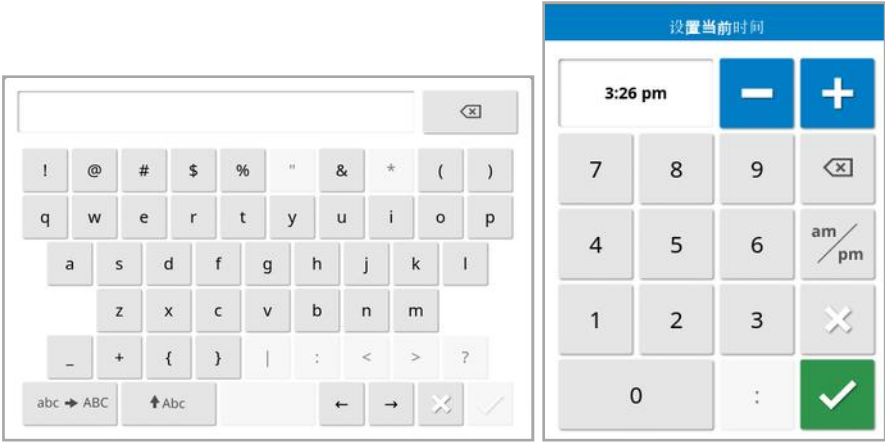 ! @ # $ % " & * ( )
q w e r t y u i o p
a s d f g h j k l
z x c v b n m
_ + { } | : < > ?
abc → ABC ↑ Abc ← →
设置当前时间
3:26 pm − +
7 8 9
4 5 6 am/pm
1 2 3
0 :